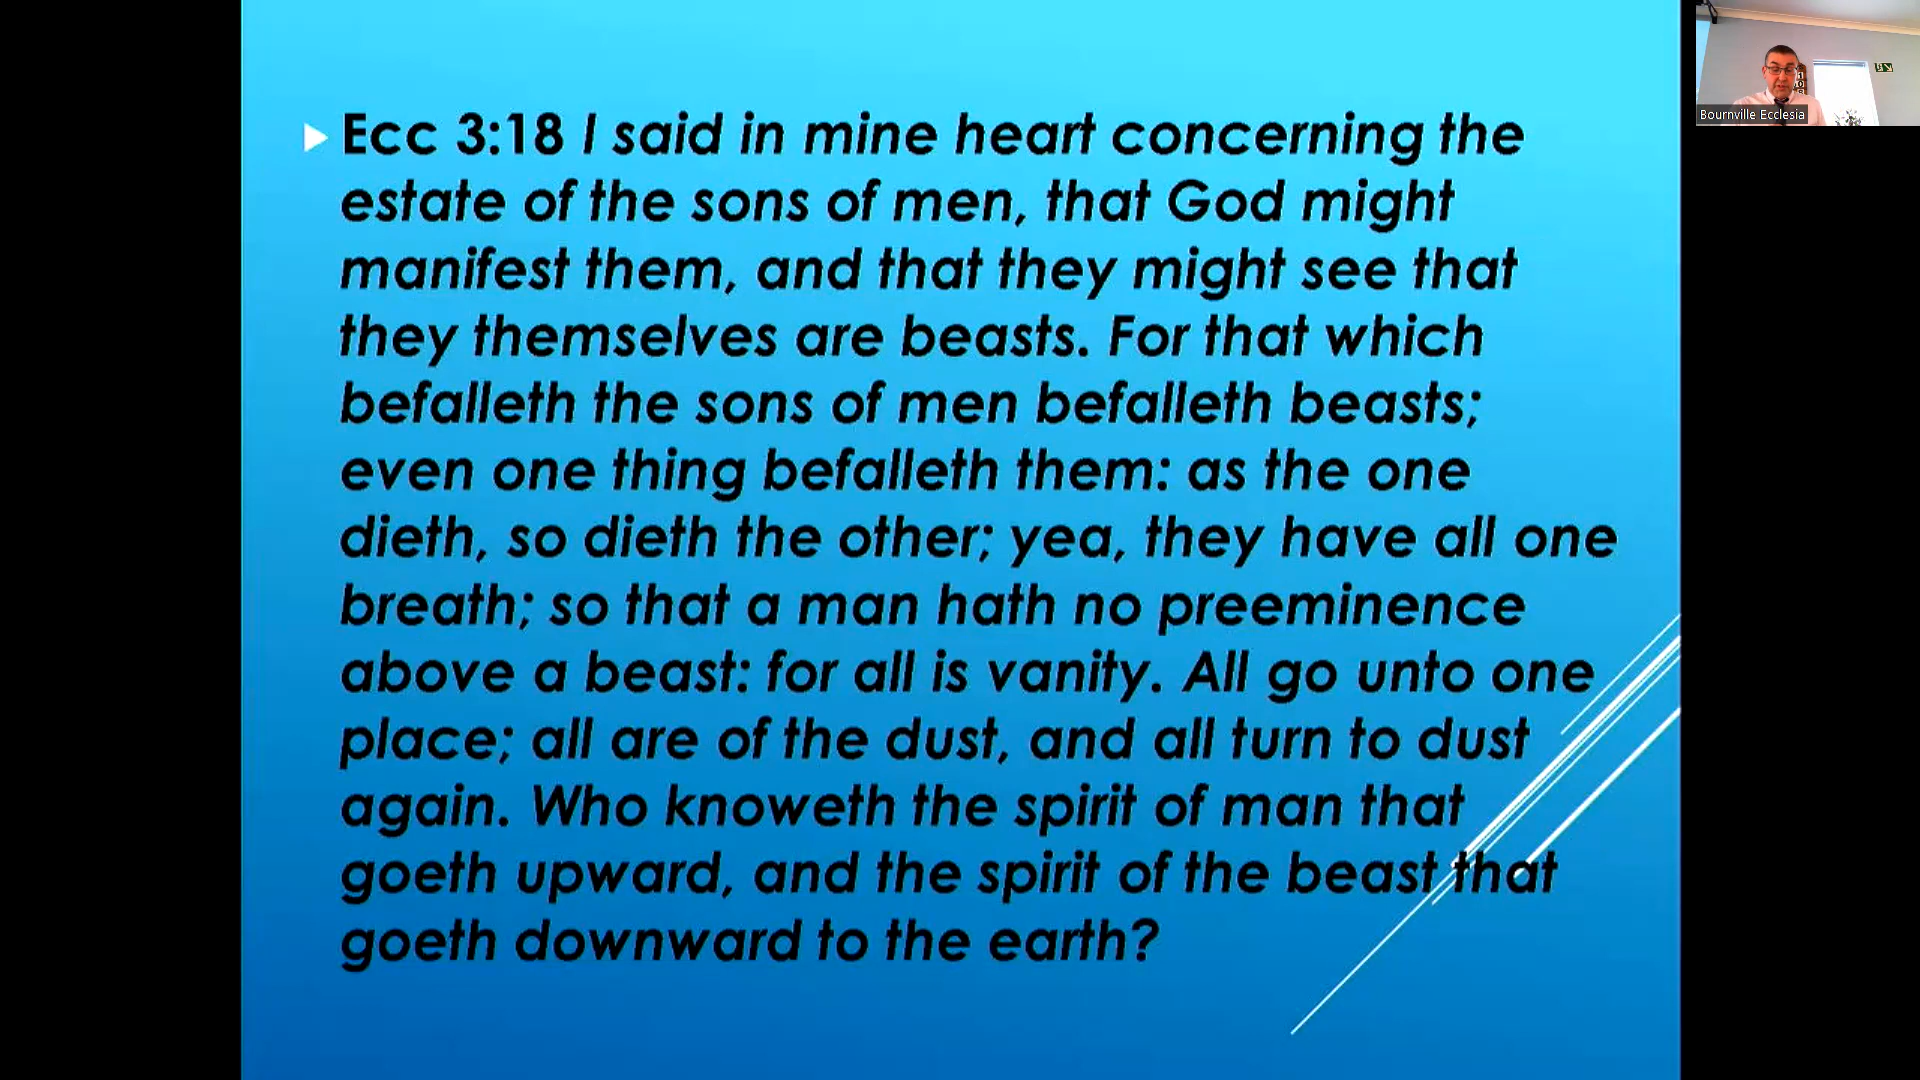 Ecc 3:18 I said in mine heart concerning the
estate of the sons of men, that God might
manifest them, and that they might see that
they themselves are beasts. For that which
befalleth the sons of men befalleth beasts;
even one thing befalleth them: as the one
dieth, so dieth the other; yea, they have all one
breath; so that a man hath no preeminence
above a beast: for all is vanity. All go unto one
place; all are of the dust, and all turn to dust
again. Who knoweth the spirit of man that
goeth upward, and the spirit of the beast that
goeth downward to the earth?
Bournville Ecclesia